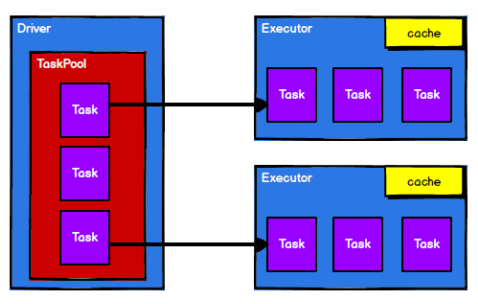 Driver
TaskPool
Task
Task
Task
Executor
cache
Task Task Task
Executor
cache
Task Task Task